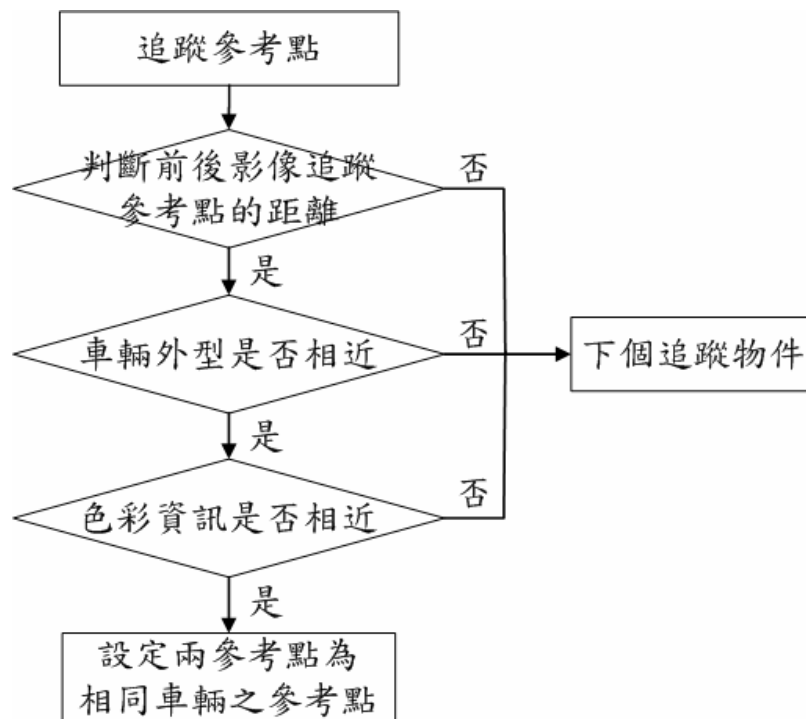 追蹤參考點
判斷前後影像追蹤
參考點的距離
否
是
車輛外型是否相近
否
下個追蹤物件
是
色彩資訊是否相近
否
是
設定兩參考點為
相同車輛之參考點